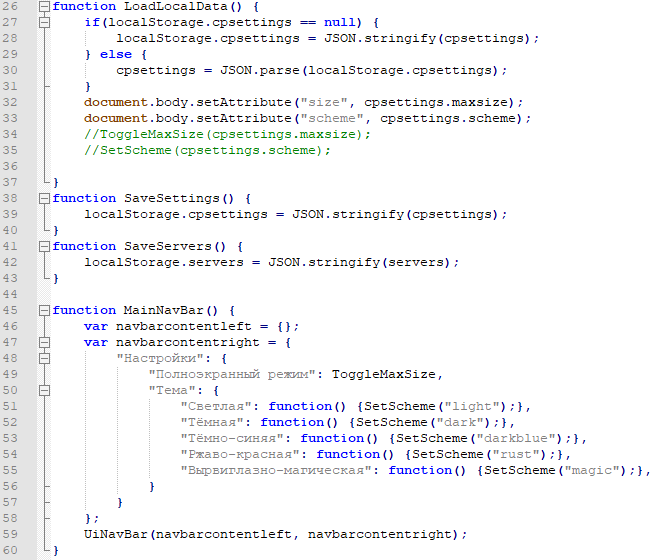 26 function LoadLocalData() {
27     if(localStorage.cpsettings == null) {
28         localStorage.cpsettings = JSON.stringify(cpsettings);
29     } else {
30         cpsettings = JSON.parse(localStorage.cpsettings);
31     }
32     document.body.setAttribute("size", cpsettings.maxsize);
33     document.body.setAttribute("scheme", cpsettings.scheme);
34     //ToggleMaxSize(cpsettings.maxsize);
35     //SetScheme(cpsettings.scheme);
36
37 }
38 function SaveSettings() {
39     localStorage.cpsettings = JSON.stringify(cpsettings);
40 }
41 function SaveServers() {
42     localStorage.servers = JSON.stringify(servers);
43 }
44
45 function MainNavBar() {
46     var navbarcontentleft = {};
47     var navbarcontentright = {
48         "Настройки": {
49             "Полноэкранный режим": ToggleMaxSize,
50             "Тема": {
51                 "Светлая": function() {SetScheme("light");},
52                 "Тёмная": function() {SetScheme("dark");},
53                 "Тёмно-синяя": function() {SetScheme("darkblue");},
54                 "Ржаво-красная": function() {SetScheme("rust");},
55                 "Вырвиглазно-магическая": function() {SetScheme("magic");},
56             }
57         }
58     };
59     UiNavBar(navbarcontentleft, navbarcontentright);
60 }